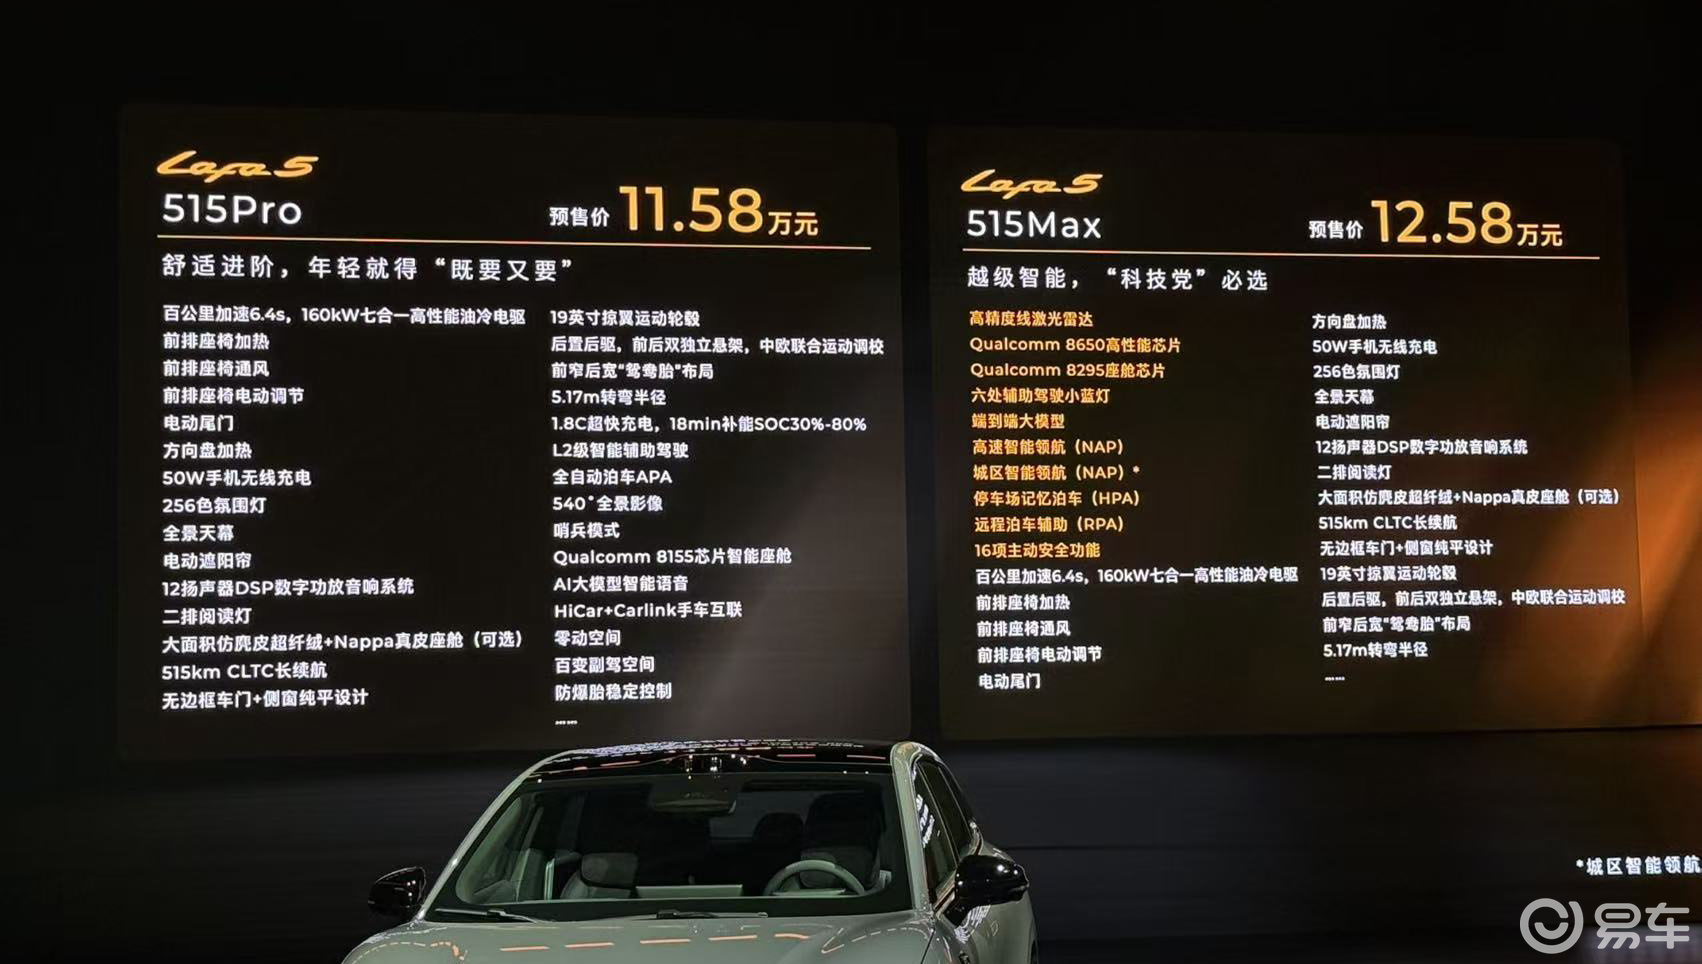 Lafa5
515Pro
预售价 11.58万元
舒适进阶，年轻就得“既要又要”
百公里加速6.4s，160kW七合一高性能油冷电驱
前排座椅加热
前排座椅通风
前排座椅电动调节
电动尾门
方向盘加热
50W手机无线充电
256色氛围灯
全景天幕
电动遮阳帘
12扬声器DSP数字功放音响系统
二排阅读灯
大面积仿麂皮超纤绒+Nappa真皮座舱（可选）
515km CLTC长续航
无边框车门+侧窗纯平设计
19英寸掠翼运动轮毂
后置后驱，前后双独立悬架，中欧联合运动调校
前窄后宽“鸳鸯胎”布局
5.17m转弯半径
1.8C超快充电，18min补能SOC30%-80%
L2级智能辅助驾驶
全自动泊车APA
540°全景影像
哨兵模式
Qualcomm 8155芯片智能座舱
AI大模型智能语音
HiCar+Carlink手车互联
零动空间
百变副驾空间
防爆胎稳定控制
……
Lafa5
515Max
预售价 12.58万元
越级智能，“科技党”必选
高精度线激光雷达
Qualcomm 8650高性能芯片
Qualcomm 8295座舱芯片
六处辅助驾驶小蓝灯
端到端大模型
高速智能领航（NAP）
城区智能领航（NAP）*
停车场记忆泊车（HPA）
远程泊车辅助（RPA）
16项主动安全功能
百公里加速6.4s，160kW七合一高性能油冷电驱
前排座椅加热
前排座椅通风
前排座椅电动调节
电动尾门
方向盘加热
50W手机无线充电
256色氛围灯
全景天幕
电动遮阳帘
12扬声器DSP数字功放音响系统
二排阅读灯
大面积仿麂皮超纤绒+Nappa真皮座舱（可选）
515km CLTC长续航
无边框车门+侧窗纯平设计
19英寸掠翼运动轮毂
后置后驱，前后双独立悬架，中欧联合运动调校
前窄后宽“鸳鸯胎”布局
5.17m转弯半径
……
*城区智能领航
易车